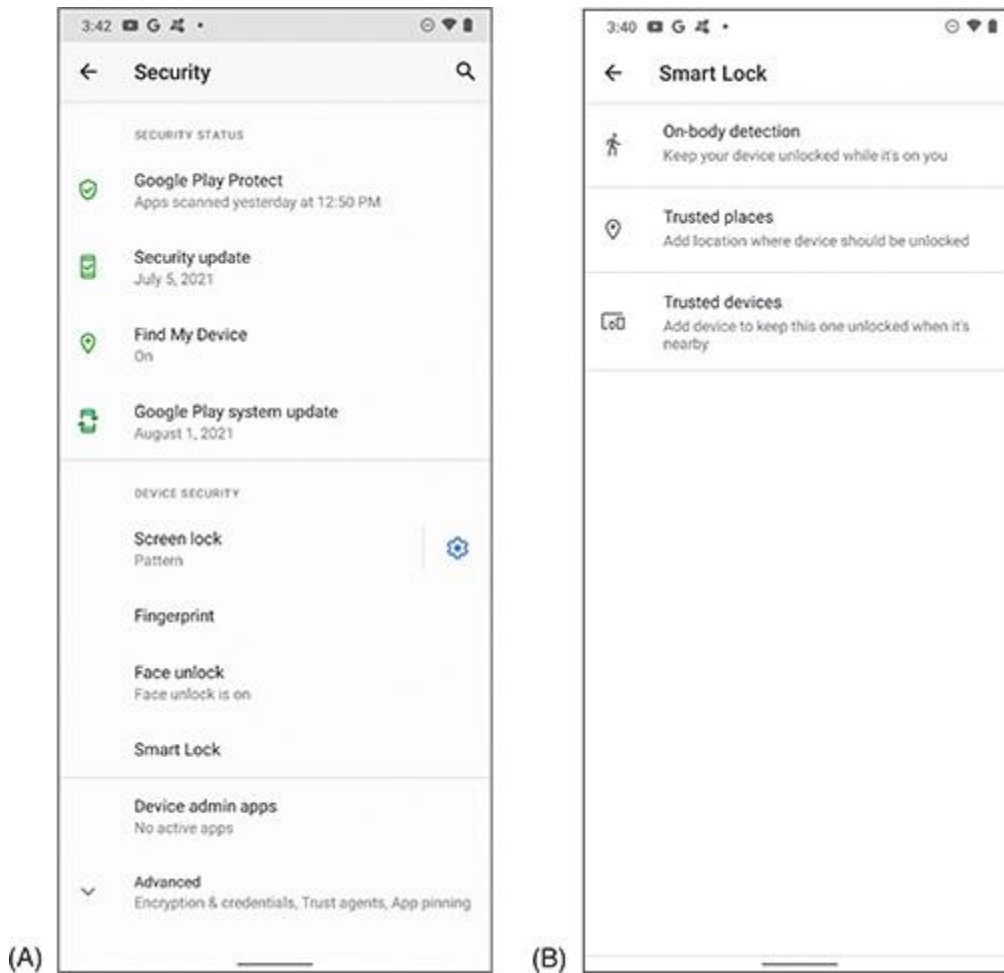 3:42 G
Security
SECURITY STATUS
Google Play Protect
Apps scanned yesterday at 12:50 PM
Security update
July 5, 2021
Find My Device
On
Google Play system update
August 1, 2021
DEVICE SECURITY
Screen lock
Pattern
Fingerprint
Face unlock
Face unlock is on
Smart Lock
Device admin apps
No active apps
Advanced
Encryption & credentials, Trust agents, App pinning
(A)
3:40 G
Smart Lock
On-body detection
Keep your device unlocked while it's on you
Trusted places
Add location where device should be unlocked
Trusted devices
Add device to keep this one unlocked when it's
nearby
(B)